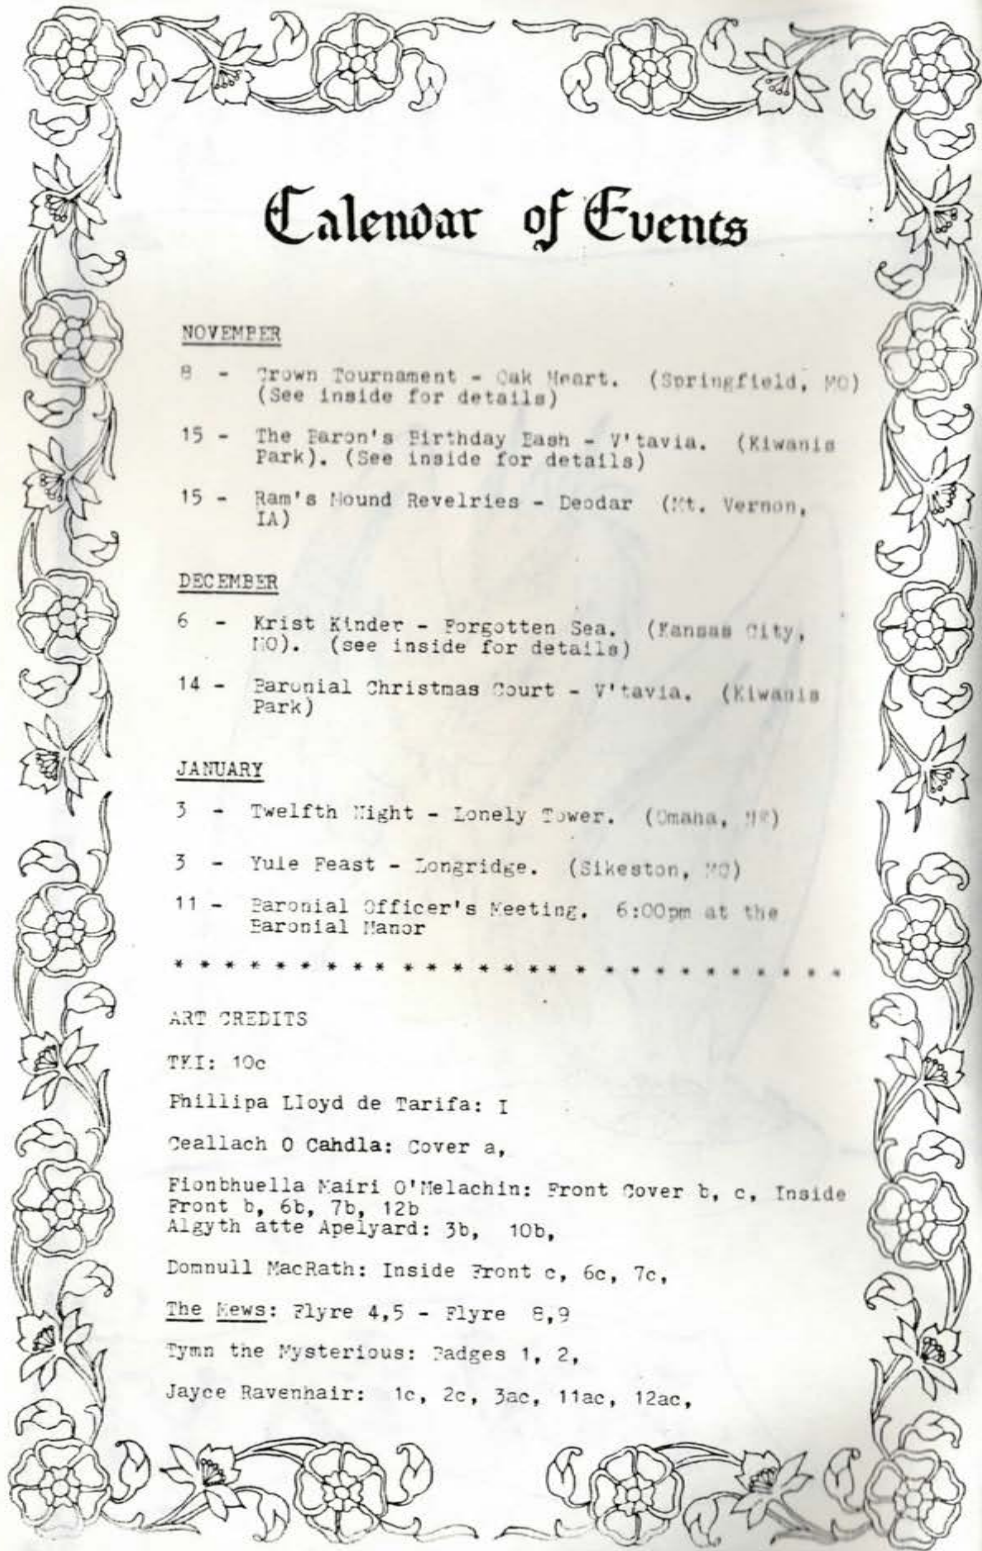 Calendar of Events
NOVEMBER
8 - Crown Tournament - Oak Heart. (Springfield, MO)
(See inside for details)
15 - The Baron's Birthday Bash - V'tavia. (Kiwanis
Park). (See inside for details)
15 - Ram's Mound Revelries - Deodar (Mt. Vernon,
IA)
DECEMBER
6 - Krist Kinder - Forgotten Sea. (Kansas City,
MO). (see inside for details)
14 - Baronial Christmas Court - V'tavia. (Kiwanis
Park)
JANUARY
3 - Twelfth Night - Lonely Tower. (Omaha, NE)
3 - Yule Feast - Longridge. (Sikeston, MO)
11 - Baronial Officer's Meeting. 6:00pm at the
Baronial Manor
* * * * * * * * * * * * * * * * * * * * * * * * * * *
ART CREDITS
TKI: 10c
Phillipa Lloyd de Tarifa: I
Ceallach O Cahdla: Cover a,
Fionbhuella Mairi O'Melachin: Front Cover b, c, Inside
Front b, 6b, 7b, 12b
Algyth atte Apelyard: 3b, 10b,
Domnull MacRath: Inside Front c, 6c, 7c,
The Mews: Flyre 4,5 - Flyre 8,9
Tymn the Mysterious: Badges 1, 2,
Jayce Ravenhair: 1c, 2c, 3ac, 11ac, 12ac,